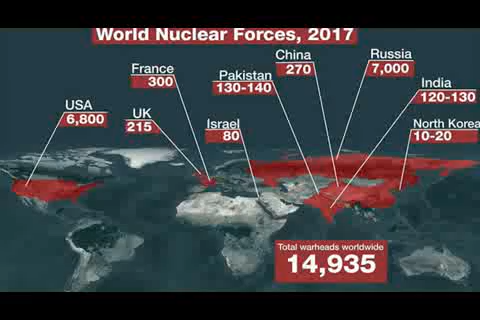 World Nuclear Forces, 2017
Russia
7,000
China
270
France
300
Pakistan
130-140
India
120-130
USA
6,800
UK
215
Israel
80
North Korea
10-20
Total warheads worldwide
14,935